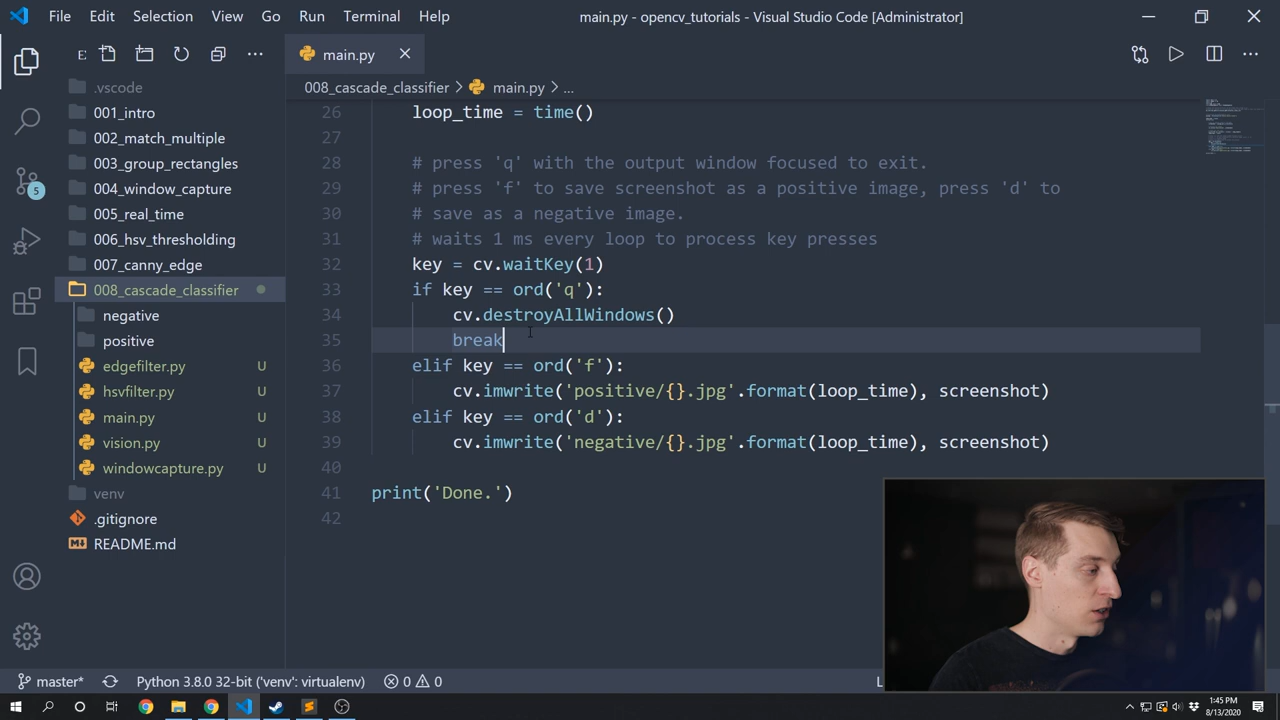 File Edit Selection View Go Run Terminal Help
main.py - opencv_tutorials - Visual Studio Code [Administrator]
E
main.py
008_cascade_classifier > main.py > ...
.vscode
001_intro
002_match_multiple
003_group_rectangles
004_window_capture
005_real_time
006_hsv_thresholding
007_canny_edge
008_cascade_classifier
negative
positive
edgefilter.py U
hsvfilter.py U
main.py U
vision.py U
windowcapture.py U
venv
.gitignore
README.md
5
26 loop_time = time()
27
28 # press 'q' with the output window focused to exit.
29 # press 'f' to save screenshot as a positive image, press 'd' to
30 # save as a negative image.
31 # waits 1 ms every loop to process key presses
32 key = cv.waitKey(1)
33 if key == ord('q'):
34 cv.destroyAllWindows()
35 break
36 elif key == ord('f'):
37 cv.imwrite('positive/{}.jpg'.format(loop_time), screenshot)
38 elif key == ord('d'):
39 cv.imwrite('negative/{}.jpg'.format(loop_time), screenshot)
40
41 print('Done.')
42
master* Python 3.8.0 32-bit ('venv': virtualenv) 0 0 L
1:45 PM
8/13/2020